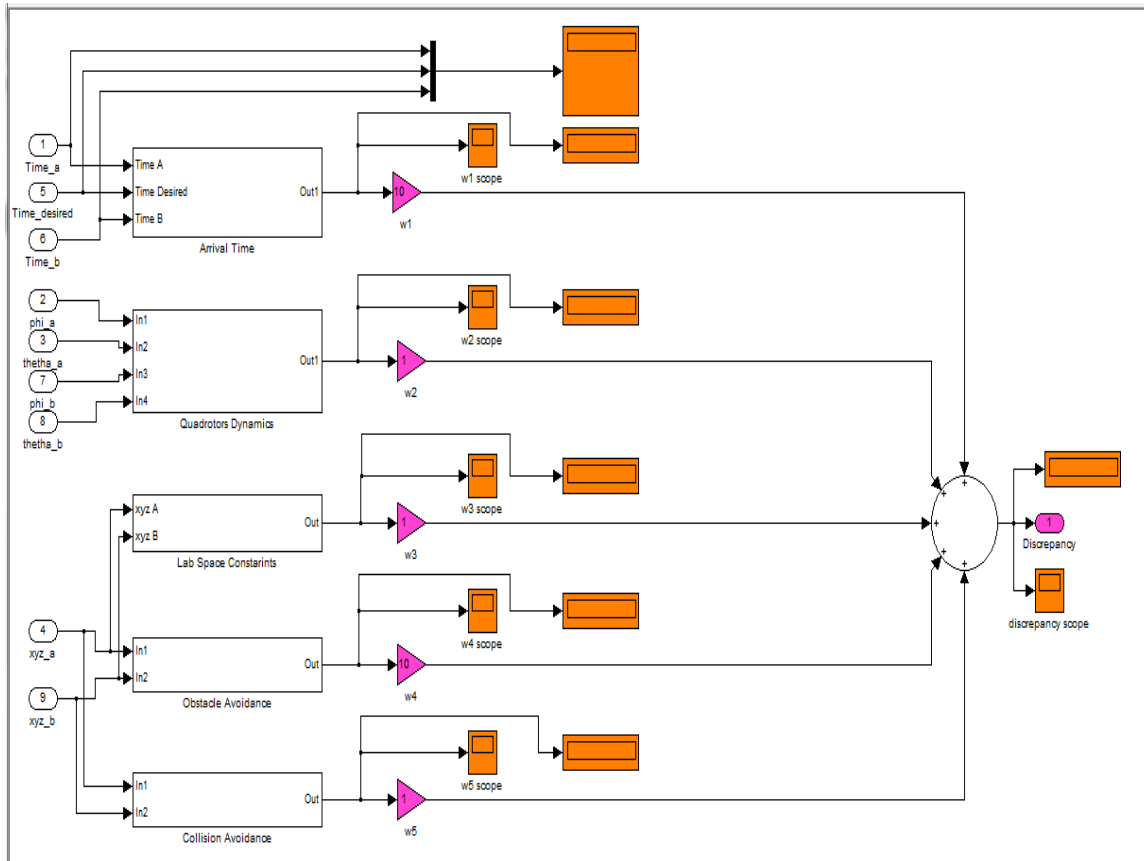 1
Time_a
5
Time_desired
6
Time_b
Time A
Time Desired
Time B
Out1
Arrival Time
w1 scope
10
w1
2
phi_a
3
thetha_a
7
phi_b
8
thetha_b
In1
In2
In3
In4
Out1
Quadrotors Dynamics
w2 scope
1
w2
xyz A
xyz B
Out
Lab Space Constarints
w3 scope
1
w3
4
xyz_a
9
xyz_b
In1
In2
Out
Obstacle Avoidance
w4 scope
10
w4
In1
In2
Out
Collision Avoidance
w5 scope
1
w5
+
+
+
+
+
1
Discrepancy
discrepancy scope